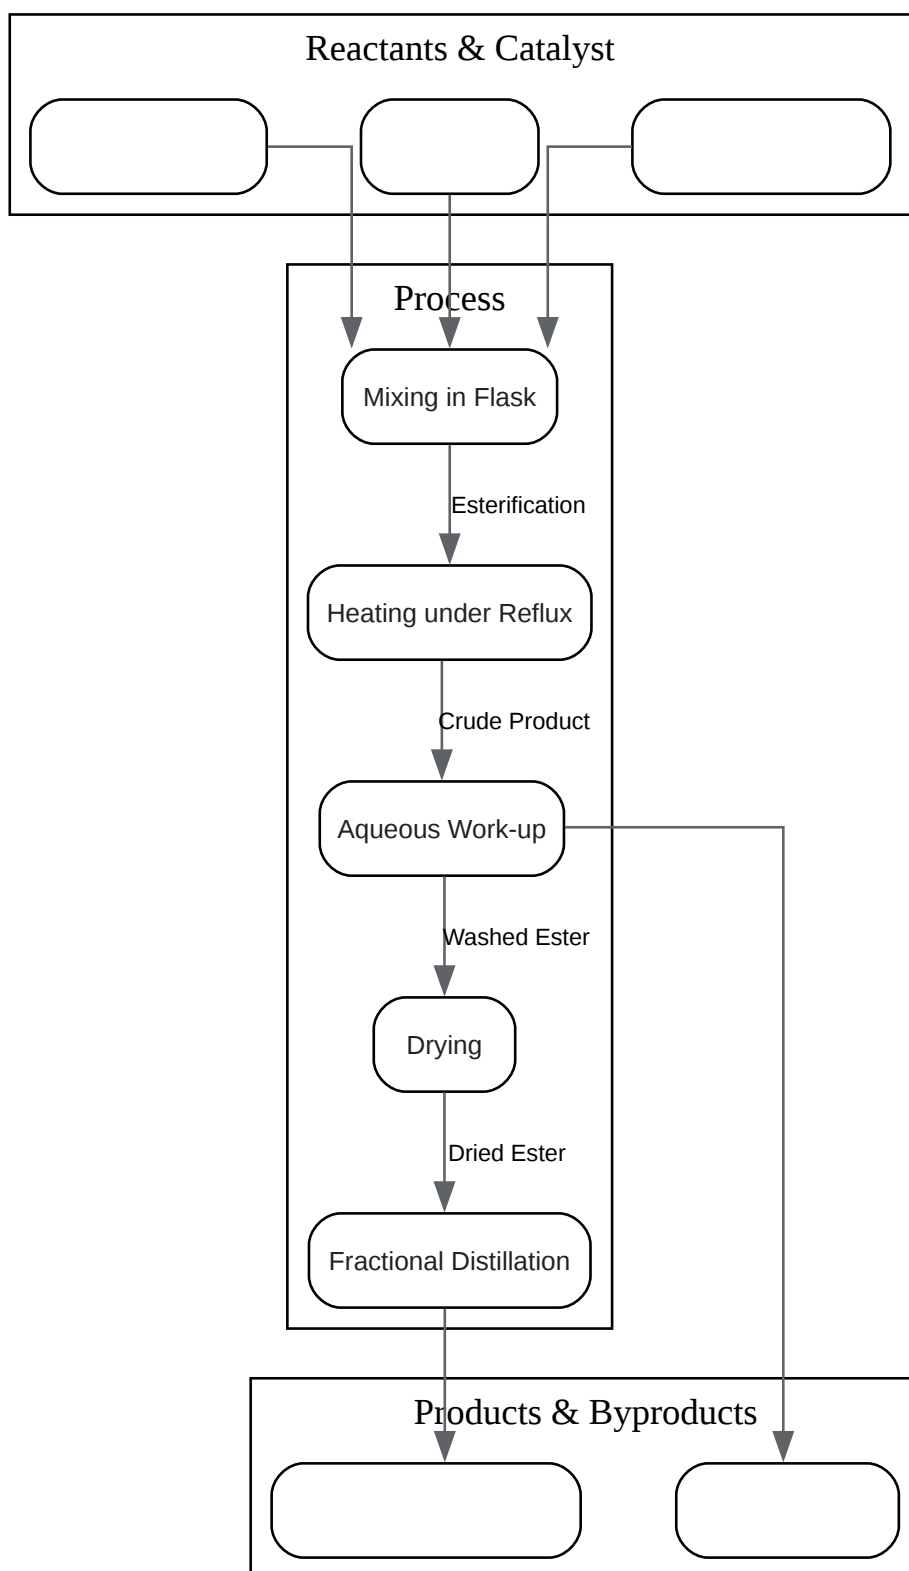 Reactants & Catalyst
Process
Mixing in Flask
Esterification
Heating under Reflux
Crude Product
Aqueous Work-up
Washed Ester
Drying
Dried Ester
Fractional Distillation
Products & Byproducts